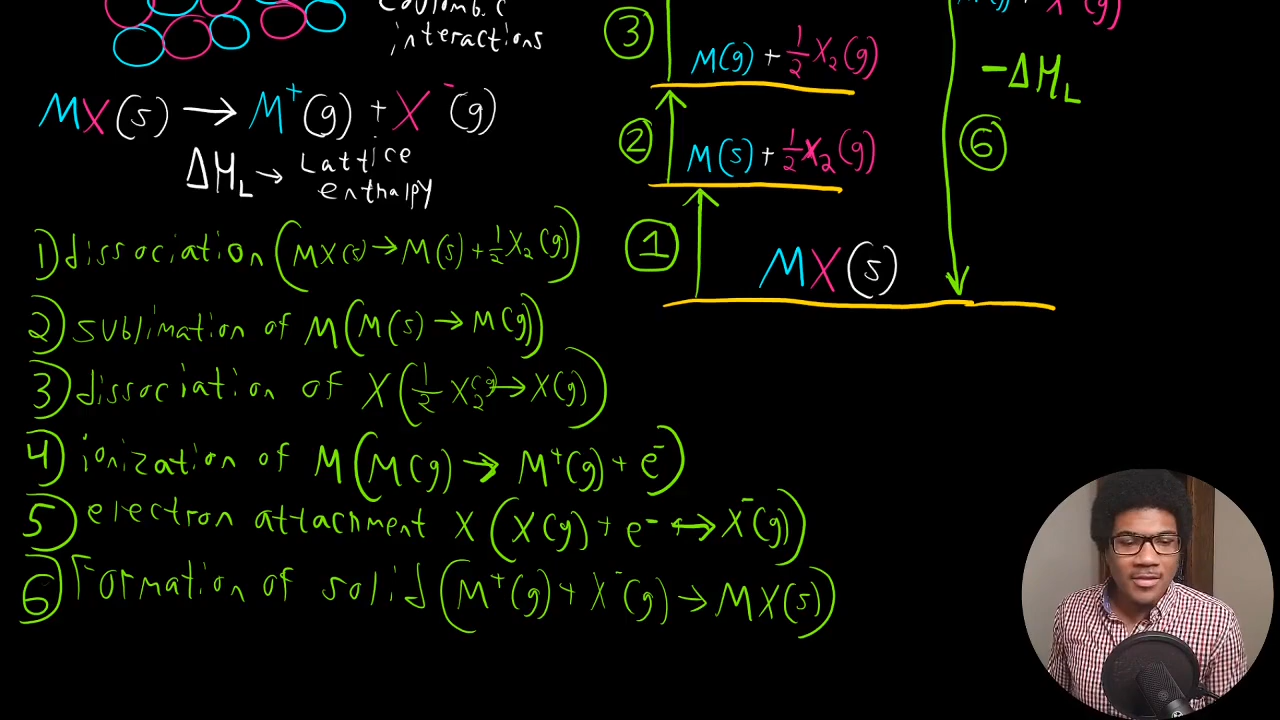 Coulombic
interactions
MX(s) → M⁺(g) + X⁻(g)
ΔH_L → Lattice
enthalpy
1) dissociation (MX(s) → M(s) + ½X₂(g))
2) sublimation of M (M(s) → M(g))
3) dissociation of X (½X₂(g) → X(g))
4) ionization of M (M(g) → M⁺(g) + e⁻)
5) electron attachment X (X(g) + e⁻ ↔ X⁻(g))
6) Formation of solid (M⁺(g) + X⁻(g) → MX(s))
3
M(g) + ½X₂(g)
2
M(s) + ½X₂(g)
1
MX(s)
-ΔH_L
6